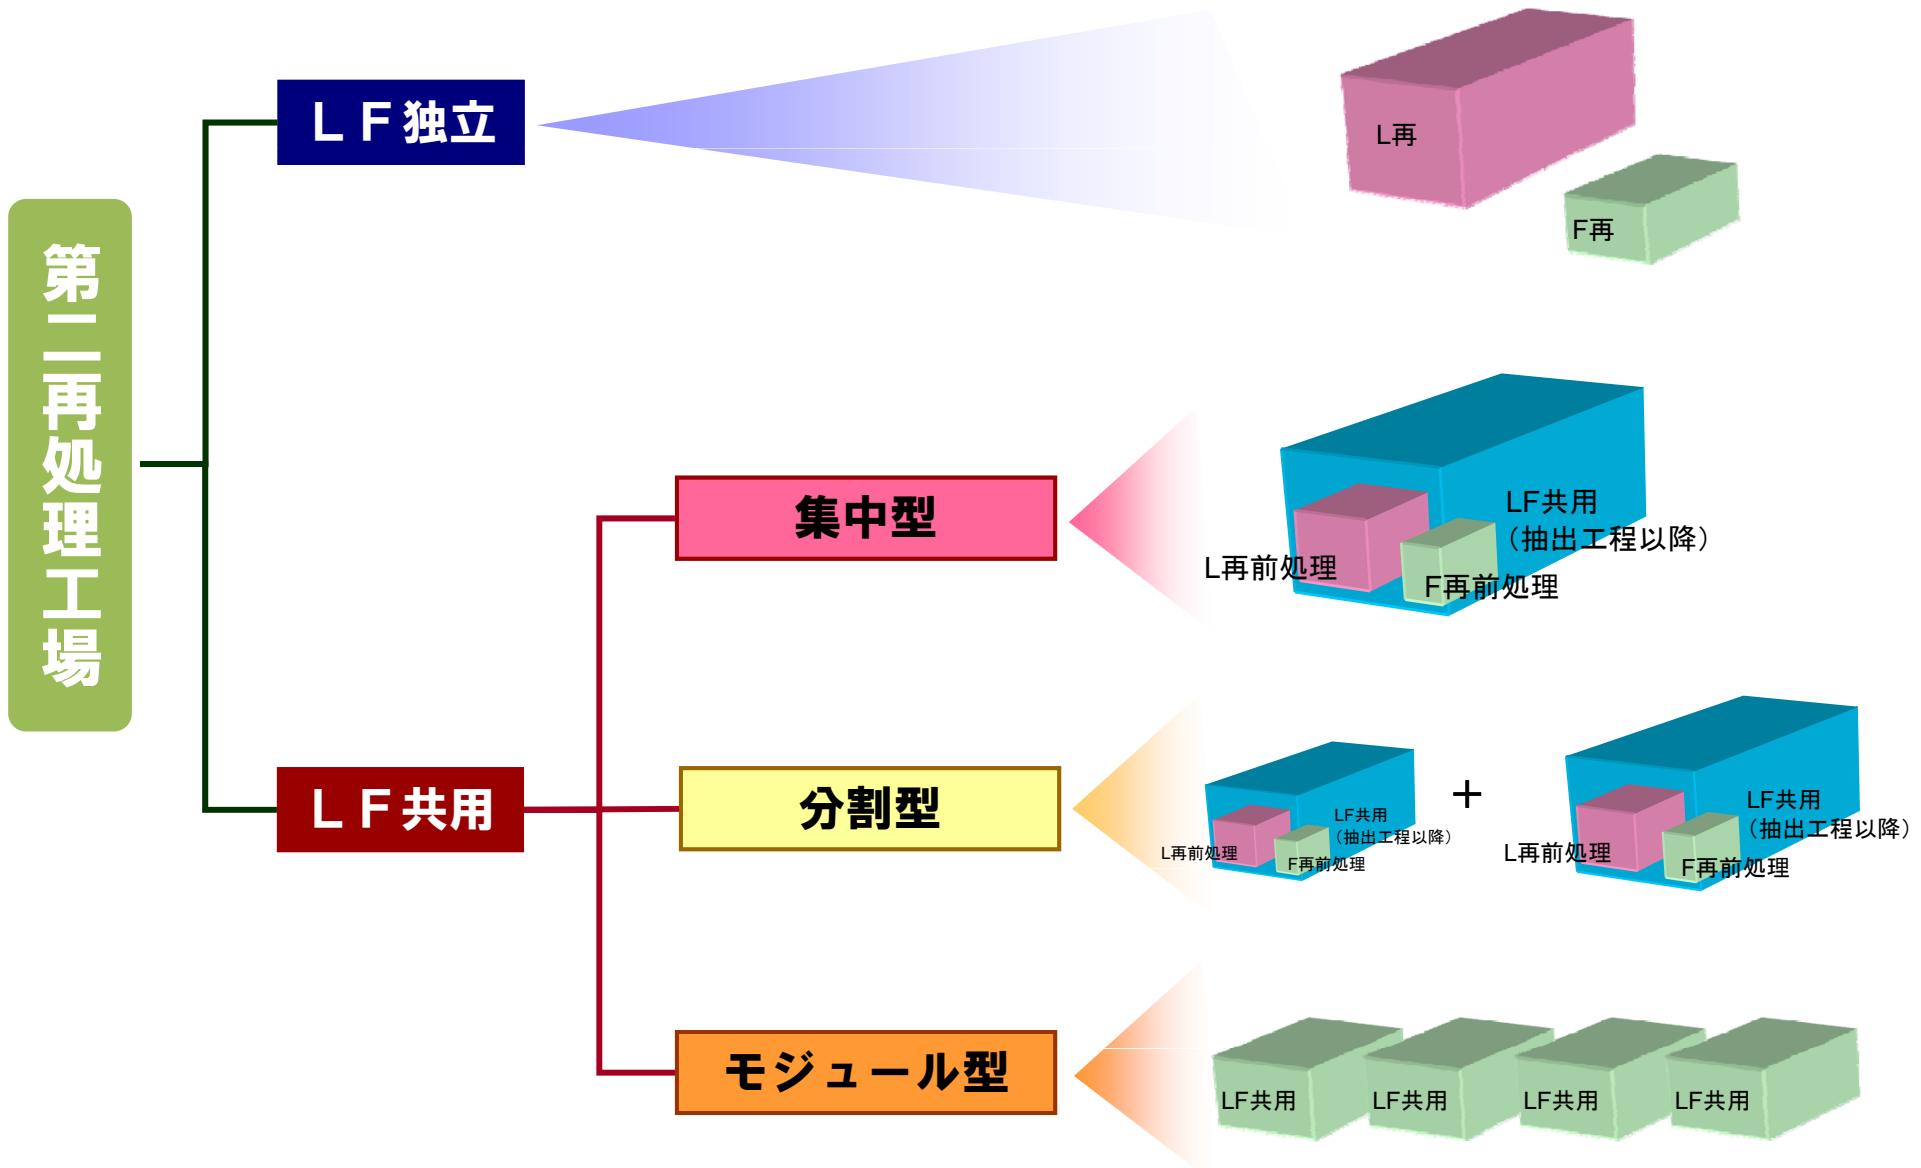 第二再処理工場
ＬＦ独立
L再
F再
ＬＦ共用
集中型
LF共用
（抽出工程以降）
L再前処理
F再前処理
分割型
LF共用
（抽出工程以降）
L再前処理
F再前処理
＋
LF共用
（抽出工程以降）
L再前処理
F再前処理
モジュール型
LF共用
LF共用
LF共用
LF共用